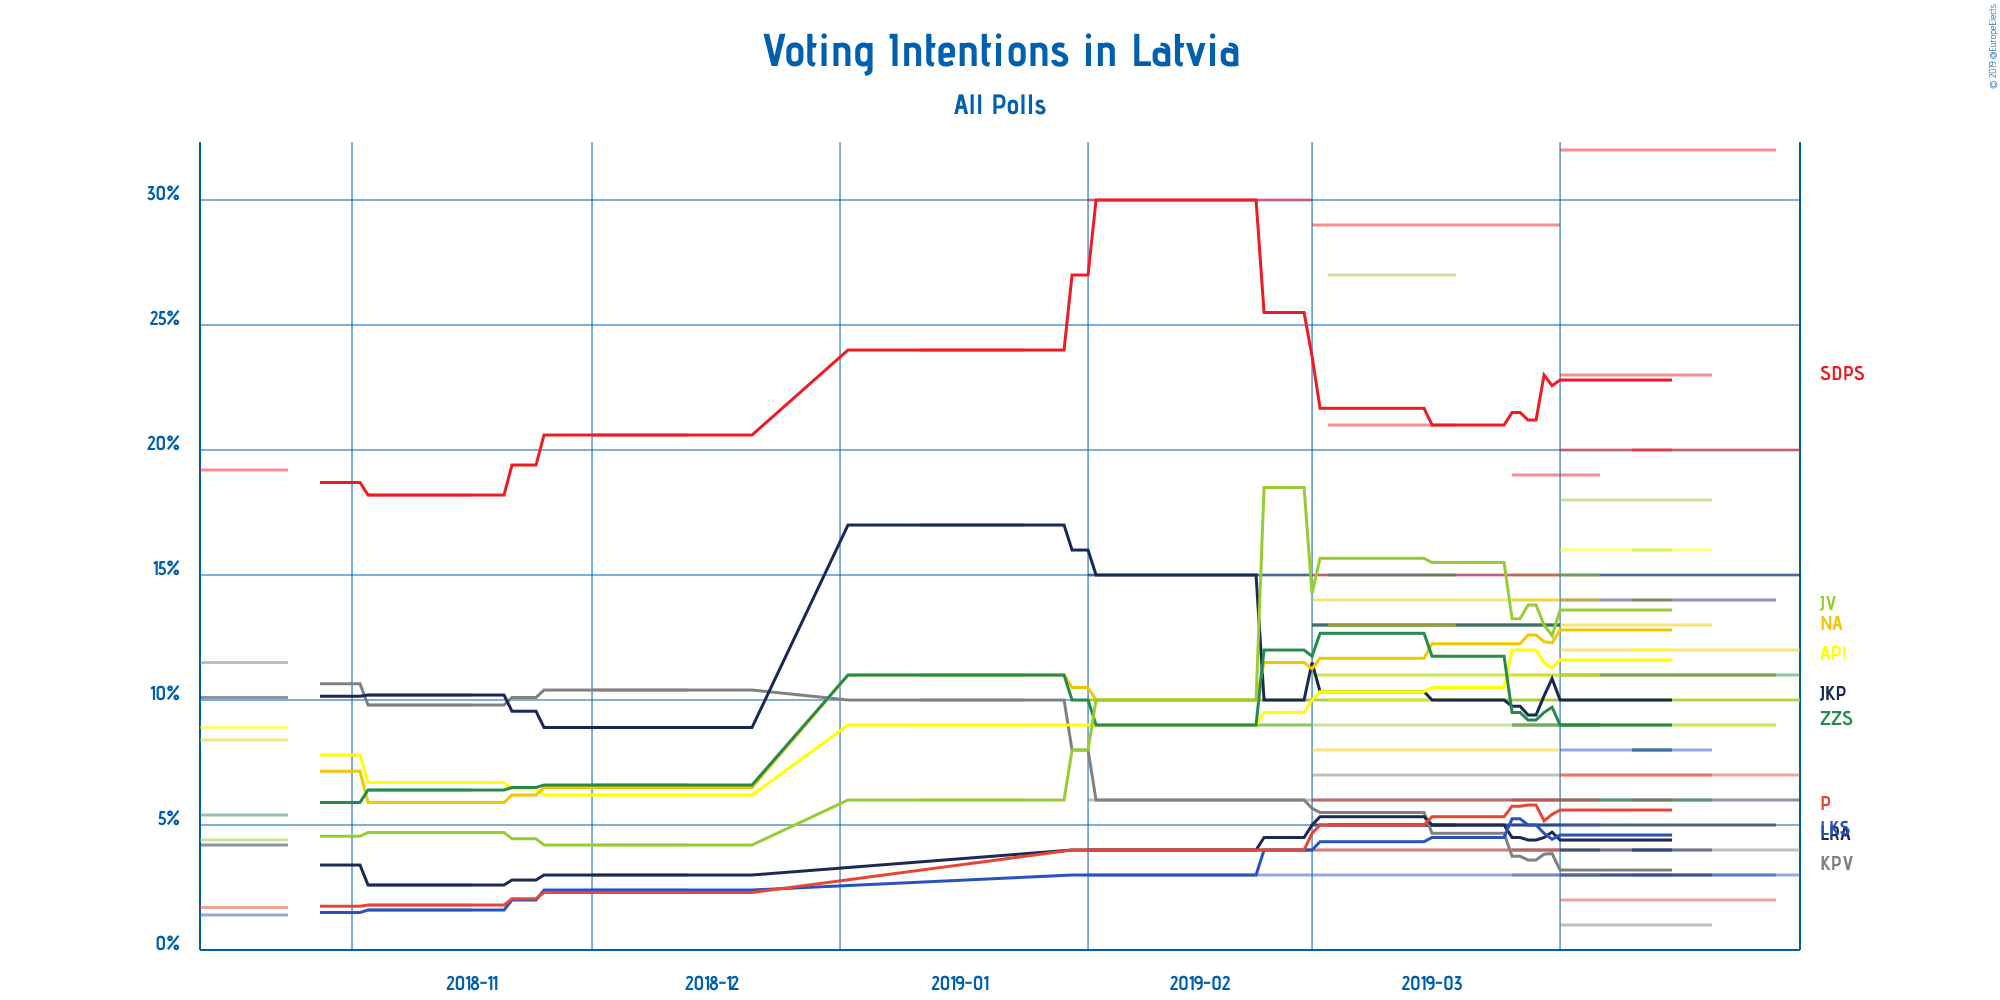 Voting Intentions in Latvia
All Polls
© 2019 @EuropeElects
30%
25%
20%
15%
10%
5%
0%
SDPS
JV
NA
API
JKP
ZZS
P
LKS
LRA
KPV
2018-11
2018-12
2019-01
2019-02
2019-03